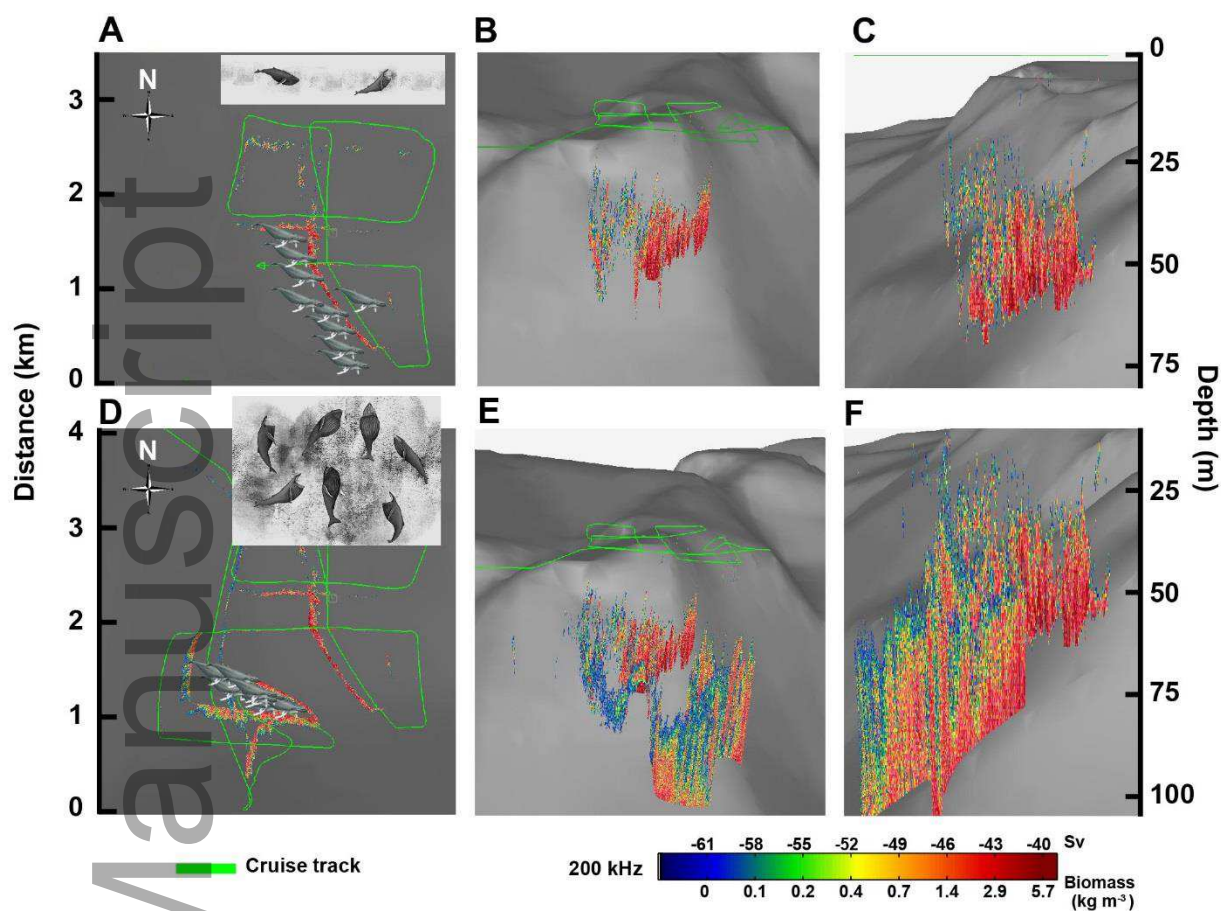 A
B
C
N
3
2
1
0
0
25
50
75
D
E
F
N
4
3
2
1
0
25
50
75
100
Distance (km)
Depth (m)
Manuscript
Cruise track
200 kHz
-61 -58 -55 -52 -49 -46 -43 -40 Sv
0 0.1 0.2 0.4 0.7 1.4 2.9 5.7 Biomass
(kg m⁻³)